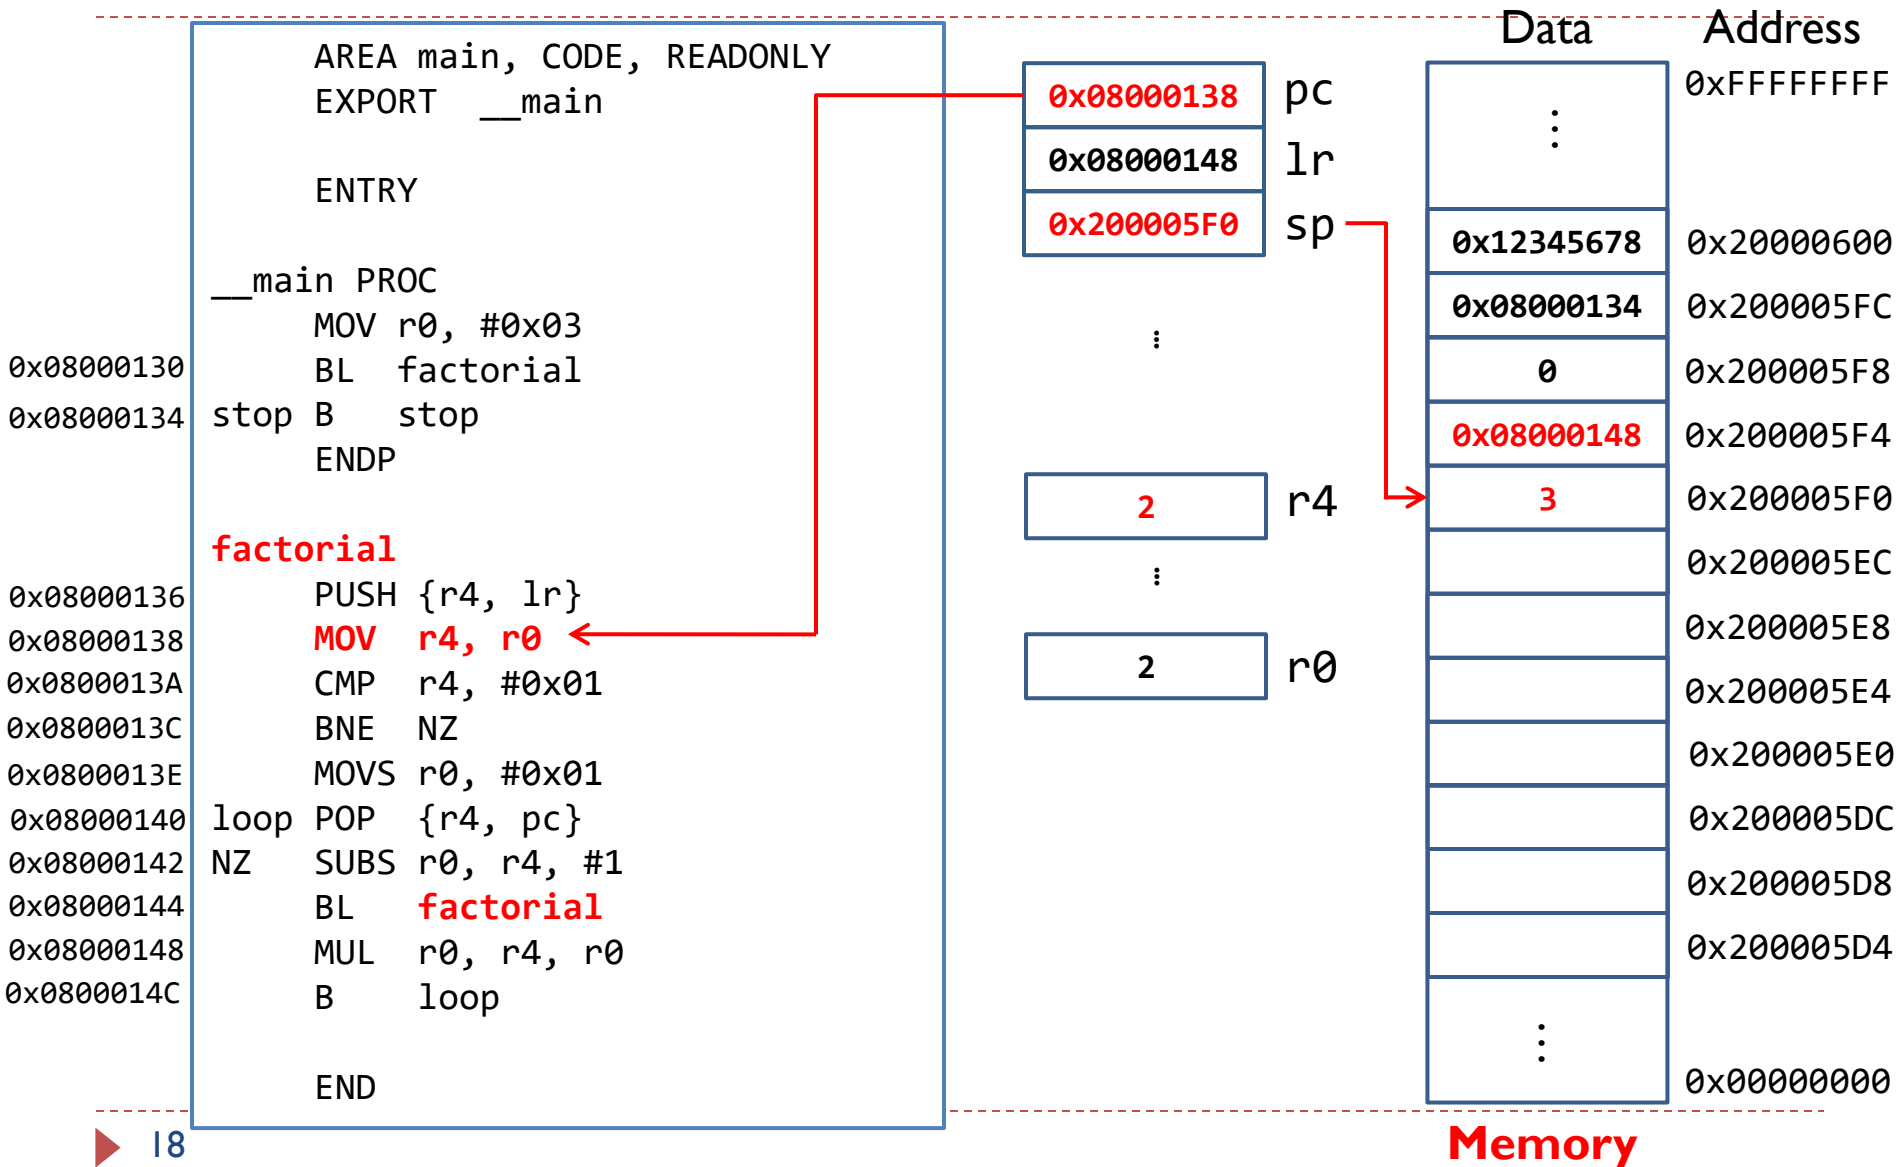 Data Address
AREA main, CODE, READONLY
EXPORT __main
ENTRY
__main PROC
MOV r0, #0x03
0x08000130 BL factorial
0x08000134 stop B stop
ENDP
factorial
0x08000136 PUSH {r4, lr}
0x08000138 MOV r4, r0
0x0800013A CMP r4, #0x01
0x0800013C BNE NZ
0x0800013E MOVS r0, #0x01
0x08000140 loop POP {r4, pc}
0x08000142 NZ SUBS r0, r4, #1
0x08000144 BL factorial
0x08000148 MUL r0, r4, r0
0x0800014C B loop
END
0x08000138 pc
0x08000148 lr
0x200005F0 sp
⋮
2 r4
⋮
2 r0
⋮ 0xFFFFFFFF
0x12345678 0x20000600
0x08000134 0x200005FC
0 0x200005F8
0x08000148 0x200005F4
3 0x200005F0
0x200005EC
0x200005E8
0x200005E4
0x200005E0
0x200005DC
0x200005D8
0x200005D4
⋮
0x00000000
Memory
18